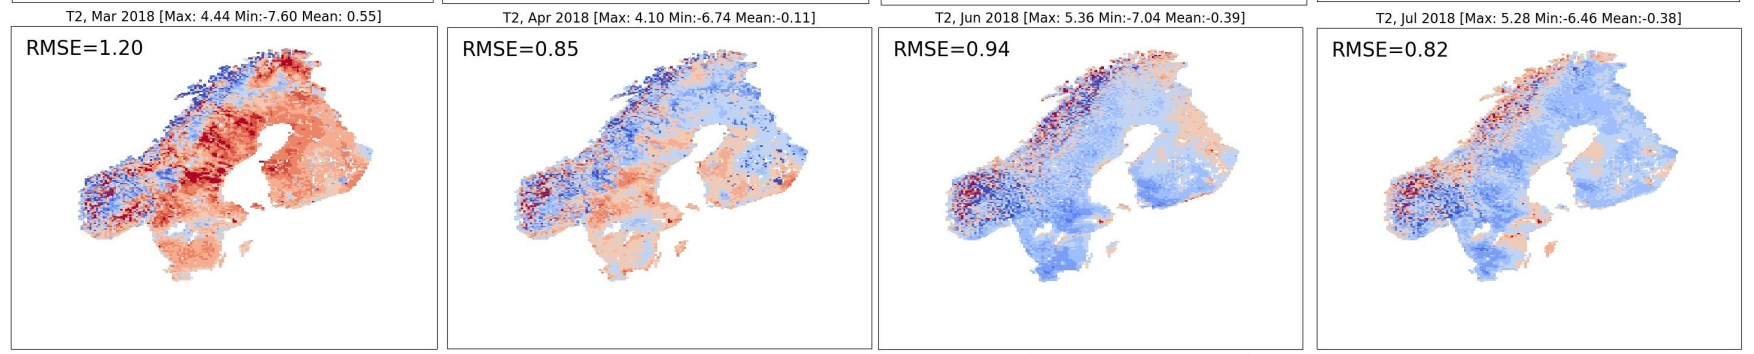 T2, Mar 2018 [Max: 4.44 Min:-7.60 Mean: 0.55]
RMSE=1.20
T2, Apr 2018 [Max: 4.10 Min:-6.74 Mean:-0.11]
RMSE=0.85
T2, Jun 2018 [Max: 5.36 Min:-7.04 Mean:-0.39]
RMSE=0.94
T2, Jul 2018 [Max: 5.28 Min:-6.46 Mean:-0.38]
RMSE=0.82